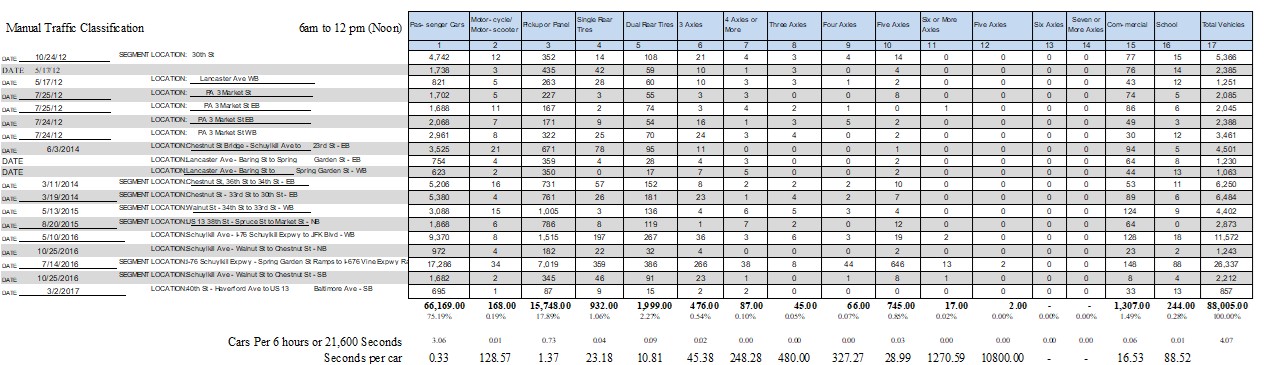 Manual Traffic Classification 6am to 12 pm (Noon) Pas- senger Cars Motor- cycle/ Motor- scooter Pickup or Panel Single Rear Tires Dual Rear Tires 3 Axles 4 Axles or More Three Axles Four Axles Five Axles Six or More Axles Five Axles Six Axles Seven or More Axles Com- mercial School Total Vehicles
1 2 3 4 5 6 7 8 9 10 11 12 13 14 15 16 17
DATE: 10/24/12 SEGMENT LOCATION: 30th St 4,742 12 352 14 108 21 4 3 4 14 0 0 0 0 77 15 5,366
DATE 5/17/12 1,738 3 435 42 59 10 1 3 0 4 0 0 0 0 76 14 2,385
DATE: 5/17/12 LOCATION: Lancaster Ave WB 821 5 263 28 60 10 3 3 1 2 0 0 0 0 43 12 1,251
DATE: 7/25/12 LOCATION: PA 3 Market St 1,702 5 227 3 55 3 3 0 0 8 0 0 0 0 74 5 2,085
DATE: 7/25/12 LOCATION: PA 3 Market St EB 1,688 11 167 2 74 3 4 2 1 0 1 0 0 0 86 6 2,045
DATE: 7/24/12 LOCATION: PA 3 Market St EB 2,068 7 171 9 54 16 1 3 5 2 0 0 0 0 49 3 2,388
DATE: 7/24/12 LOCATION: PA 3 Market St WB 2,961 8 322 25 70 24 3 4 0 2 0 0 0 0 30 12 3,461
DATE: 6/3/2014 LOCATION: Chestnut St Bridge - Schuylkill Ave to 23rd St - EB 3,525 21 671 78 95 11 0 0 0 1 0 0 0 0 94 5 4,501
DATE LOCATION: Lancaster Ave - Baring St to Spring Garden St - EB 754 4 359 4 28 4 3 0 0 2 0 0 0 0 64 8 1,230
DATE LOCATION: Lancaster Ave - Baring St to Spring Garden St - WB 623 2 350 0 17 7 5 0 0 2 0 0 0 0 44 13 1,063
DATE: 3/11/2014 SEGMENT LOCATION: Chestnut St, 36th St to 34th St - EB 5,206 16 731 57 152 8 2 2 2 10 0 0 0 0 53 11 6,250
DATE: 3/19/2014 SEGMENT LOCATION: Chestnut St - 33rd St to 30th St - EB 5,380 4 761 26 181 23 1 4 2 7 0 0 0 0 89 6 6,484
DATE: 5/13/2015 SEGMENT LOCATION: Walnut St - 34th St to 33rd St - WB 3,088 15 1,005 3 136 4 6 5 3 4 0 0 0 0 124 9 4,402
DATE: 8/20/2015 SEGMENT LOCATION: US 13 38th St - Spruce St to Market St - NB 1,868 6 786 8 119 1 7 2 0 12 0 0 0 0 64 0 2,873
DATE: 5/10/2016 LOCATION: Schuylkill Ave - I-76 Schuylkill Expwy to JFK Blvd - WB 9,370 8 1,515 197 267 36 3 6 3 19 2 0 0 0 128 18 11,572
DATE: 10/25/2016 SEGMENT LOCATION: Schuylkill Ave - Walnut St to Chestnut St - NB 972 4 182 22 32 4 0 0 0 1 0 0 0 0 23 2 1,243
DATE: 7/14/2016 SEGMENT LOCATION: I-76 Schuylkill Expwy - Spring Garden St Ramps to I-676 Vine Expwy Ra 17,286 34 7,019 359 386 266 38 8 44 646 13 2 0 0 148 88 26,337
DATE: 10/25/2016 SEGMENT LOCATION: Schuylkill Ave - Walnut St to Chestnut St - SB 1,682 2 345 46 91 23 1 0 1 8 1 0 0 0 8 4 2,212
DATE: 3/2/2017 LOCATION: 40th St - Haverford Ave to US 13 Baltimore Ave - SB 695 1 87 9 15 2 2 0 0 1 0 0 0 0 33 13 857
66,169.00 168.00 15,748.00 932.00 1,999.00 476.00 87.00 45.00 66.00 745.00 17.00 2.00 - - 1,307.00 244.00 88,005.00
75.19% 0.19% 17.89% 1.06% 2.27% 0.54% 0.10% 0.05% 0.07% 0.85% 0.02% 0.00% 0.00% 0.00% 1.49% 0.28% 100.00%
Cars Per 6 hours or 21,600 Seconds 3.06 0.01 0.73 0.04 0.09 0.02 0.00 0.00 0.00 0.03 0.00 0.00 0.00 0.00 0.06 0.01 4.07
Seconds per car 0.33 128.57 1.37 23.18 10.81 45.38 248.28 480.00 327.27 28.99 1270.59 10800.00 - - 16.53 88.52